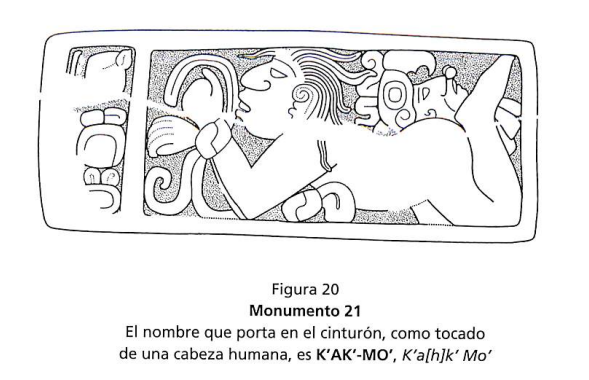 Figura 20
Monumento 21
El nombre que porta en el cinturón, como tocado
de una cabeza humana, es K'AK'-MO', K'a[h]k' Mo'